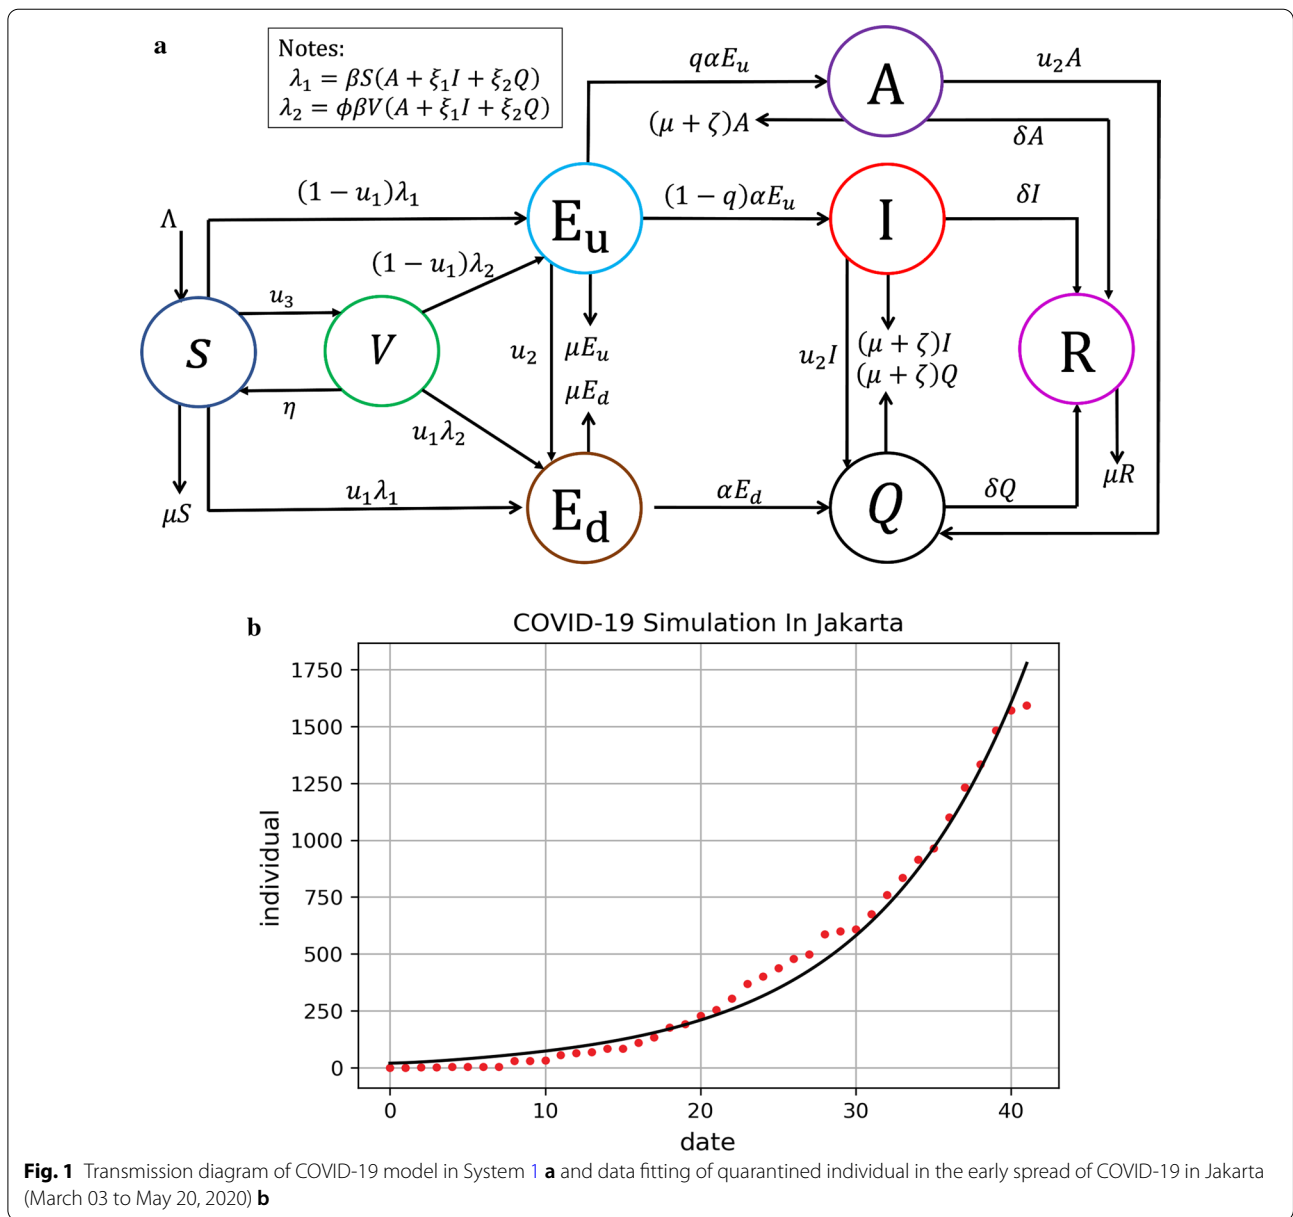 a
Notes:
λ₁ = βS(A + ξ₁I + ξ₂Q)
λ₂ = ϕβV(A + ξ₁I + ξ₂Q)
qαEᵤ
A
u₂A
(μ + ζ)A
δA
Λ
(1 − u₁)λ₁
Eᵤ
(1 − q)αEᵤ
I
δI
(1 − u₁)λ₂
u₃
S
V
η
u₂
μEᵤ
μE_d
u₂I
(μ + ζ)I
(μ + ζ)Q
R
u₁λ₂
μS
u₁λ₁
E_d
αE_d
Q
δQ
μR
b
COVID-19 Simulation In Jakarta
individual
1750
1500
1250
1000
750
500
250
0
0 10 20 30 40
date
Fig. 1 Transmission diagram of COVID-19 model in System 1 a and data fitting of quarantined individual in the early spread of COVID-19 in Jakarta
(March 03 to May 20, 2020) b